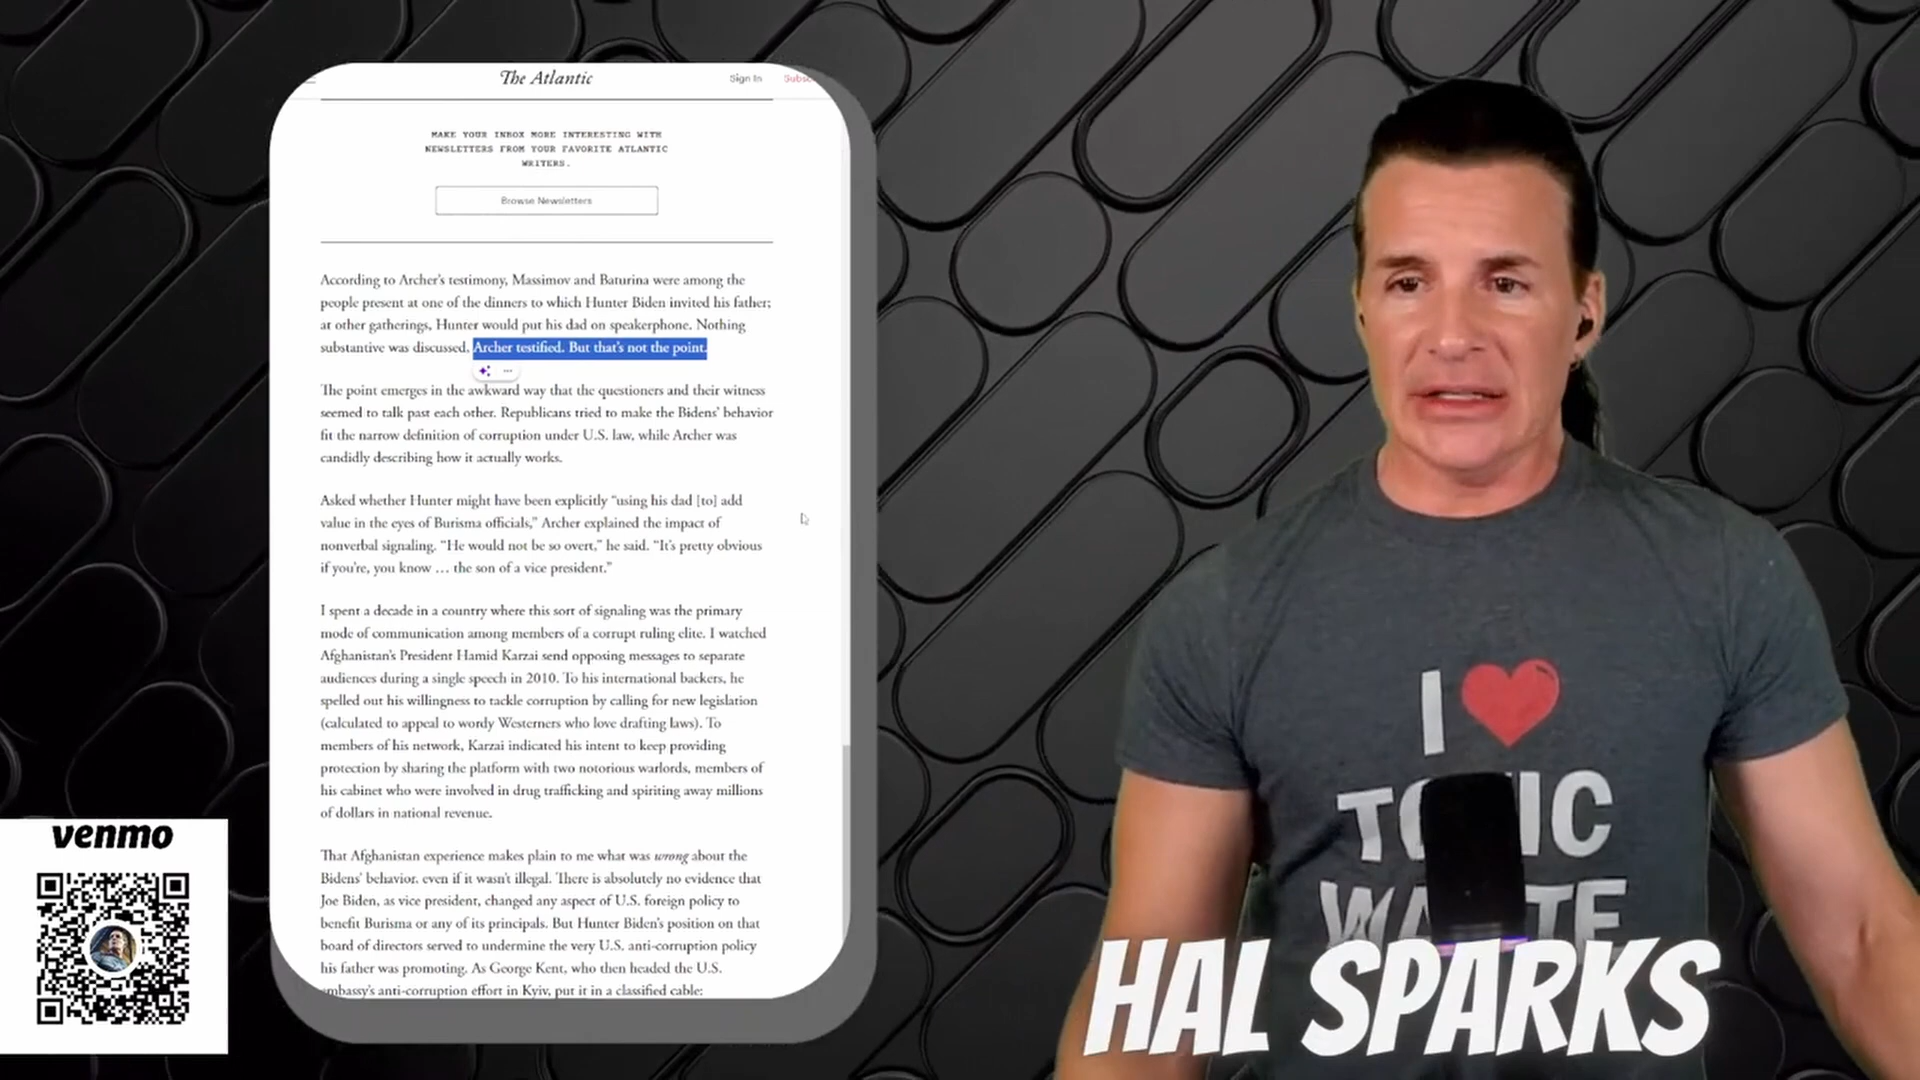 The Atlantic
Sign In
MAKE YOUR INBOX MORE INTERESTING WITH
NEWSLETTERS FROM YOUR FAVORITE ATLANTIC
WRITERS.
Browse Newsletters
According to Archer's testimony, Massimov and Baturina were among the
people present at one of the dinners to which Hunter Biden invited his father;
at other gatherings, Hunter would put his dad on speakerphone. Nothing
substantive was discussed, Archer testified. But that's not the point.
The point emerges in the awkward way that the questioners and their witness
seemed to talk past each other. Republicans tried to make the Bidens' behavior
fit the narrow definition of corruption under U.S. law, while Archer was
candidly describing how it actually works.
Asked whether Hunter might have been explicitly “using his dad [to] add
value in the eyes of Burisma officials,” Archer explained the impact of
nonverbal signaling. “He would not be so overt,” he said. “It's pretty obvious
if you're, you know … the son of a vice president.”
I spent a decade in a country where this sort of signaling was the primary
mode of communication among members of a corrupt ruling elite. I watched
Afghanistan's President Hamid Karzai send opposing messages to separate
audiences during a single speech in 2010. To his international backers, he
spelled out his willingness to tackle corruption by calling for new legislation
(calculated to appeal to wordy Westerners who love drafting laws). To
members of his network, Karzai indicated his intent to keep providing
protection by sharing the platform with two notorious warlords, members of
his cabinet who were involved in drug trafficking and spiriting away millions
of dollars in national revenue.
That Afghanistan experience makes plain to me what was wrong about the
Bidens' behavior, even if it wasn't illegal. There is absolutely no evidence that
Joe Biden, as vice president, changed any aspect of U.S. foreign policy to
benefit Burisma or any of its principals. But Hunter Biden's position on that
board of directors served to undermine the very U.S. anti-corruption policy
his father was promoting. As George Kent, who then headed the U.S.
embassy's anti-corruption effort in Kyiv, put it in a classified cable:
venmo
I
HAL SPARKS